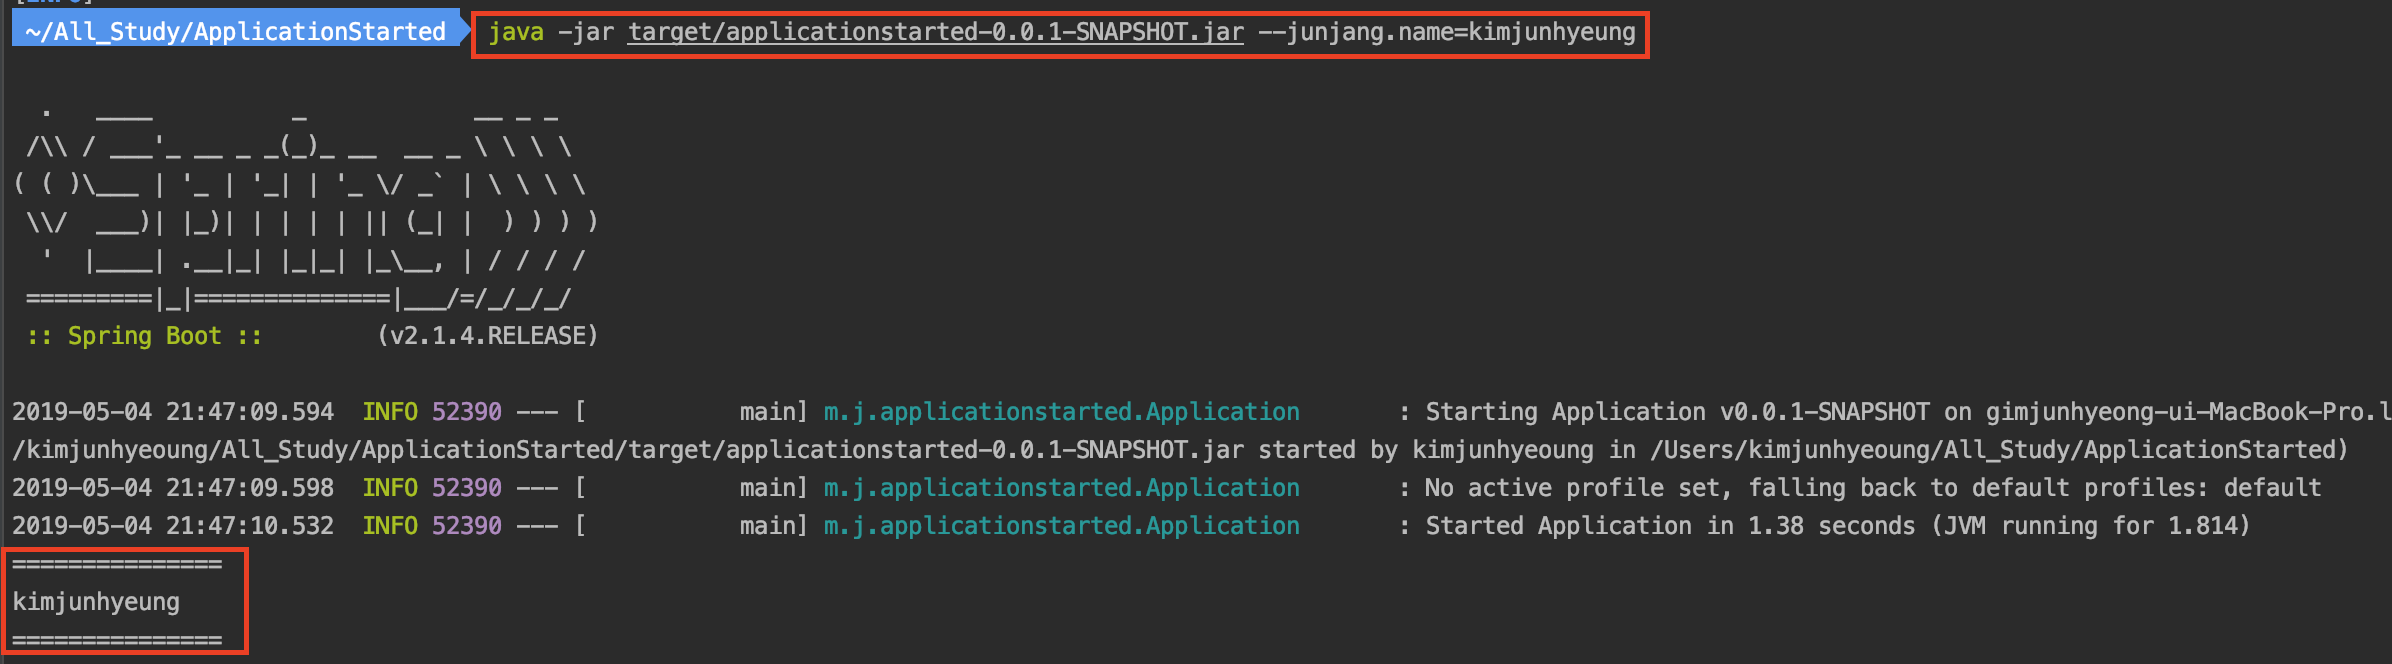 ~/All_Study/ApplicationStarted java -jar target/applicationstarted-0.0.1-SNAPSHOT.jar --junjang.name=kimjunhyeung
  .   ____          _            __ _ _
 /\\ / ___'_ __ _ _(_)_ __  __ _ \ \ \ \
( ( )\___ | '_ | '_| | '_ \/ _` | \ \ \ \
 \\/  ___)| |_)| | | | | || (_| |  ) ) ) )
  '  |____| .__|_| |_|_| |_\__, | / / / /
 =========|_|==============|___/=/_/_/_/
 :: Spring Boot ::        (v2.1.4.RELEASE)
2019-05-04 21:47:09.594  INFO 52390 --- [           main] m.j.applicationstarted.Application       : Starting Application v0.0.1-SNAPSHOT on gimjunhyeong-ui-MacBook-Pro.l
/kimjunhyeoung/All_Study/ApplicationStarted/target/applicationstarted-0.0.1-SNAPSHOT.jar started by kimjunhyeoung in /Users/kimjunhyeoung/All_Study/ApplicationStarted)
2019-05-04 21:47:09.598  INFO 52390 --- [           main] m.j.applicationstarted.Application       : No active profile set, falling back to default profiles: default
2019-05-04 21:47:10.532  INFO 52390 --- [           main] m.j.applicationstarted.Application       : Started Application in 1.38 seconds (JVM running for 1.814)
===============
kimjunhyeung
===============